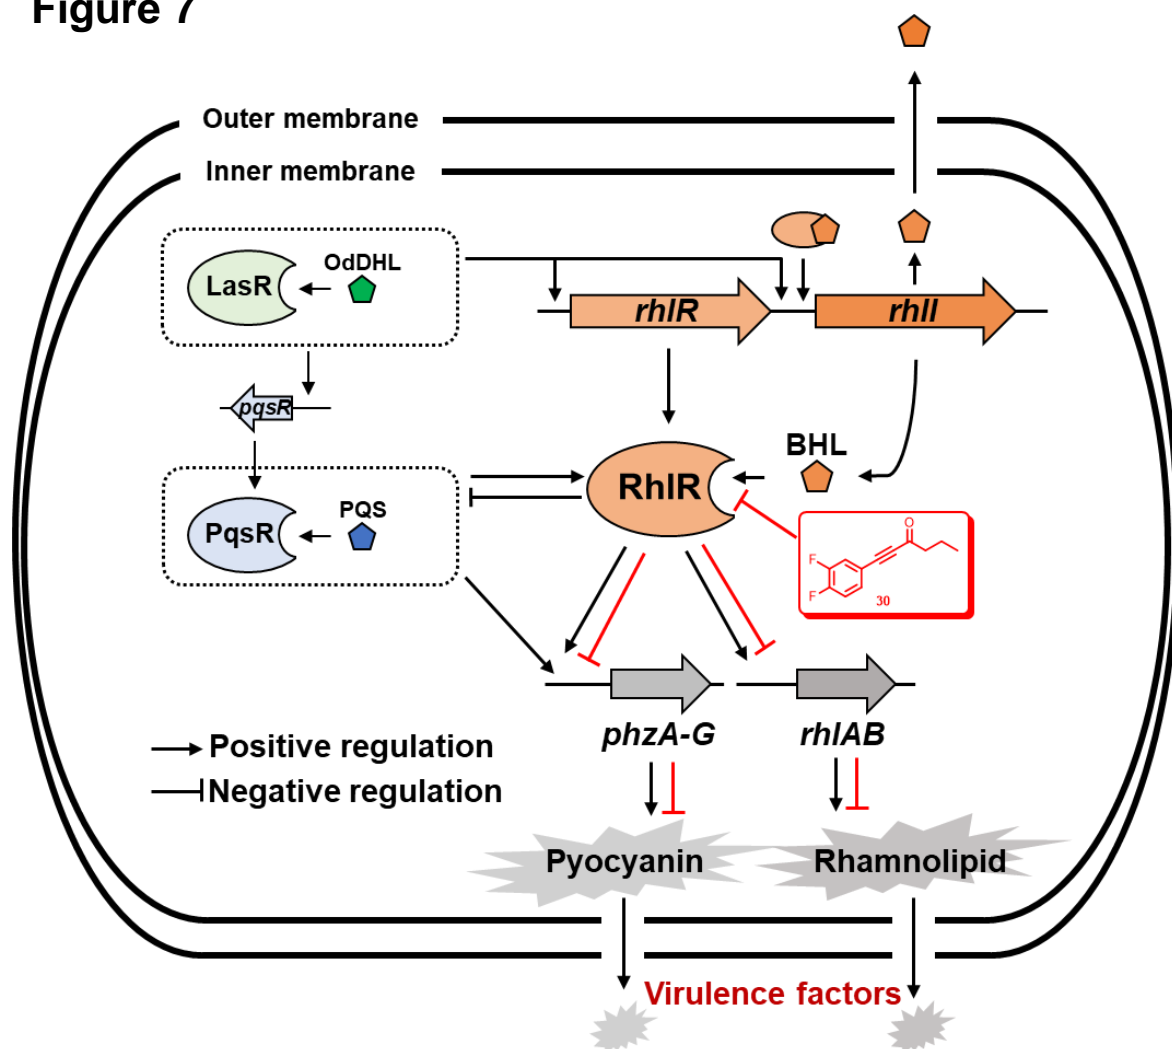 Figure 7
Outer membrane
Inner membrane
LasR
OdDHL
rhlR
rhlI
pqsR
BHL
RhlR
PqsR
PQS
O
F
F
30
phzA-G
rhlAB
Positive regulation
Negative regulation
Pyocyanin
Rhamnolipid
Virulence factors